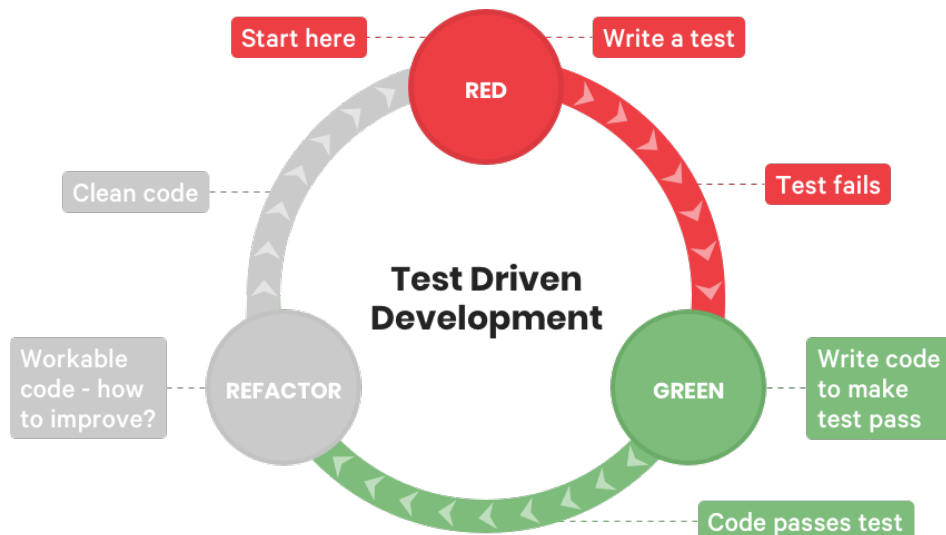 Start here
Write a test
RED
Test fails
Clean code
Test Driven
Development
Workable
code - how
to improve?
REFACTOR
GREEN
Write code
to make
test pass
Code passes test